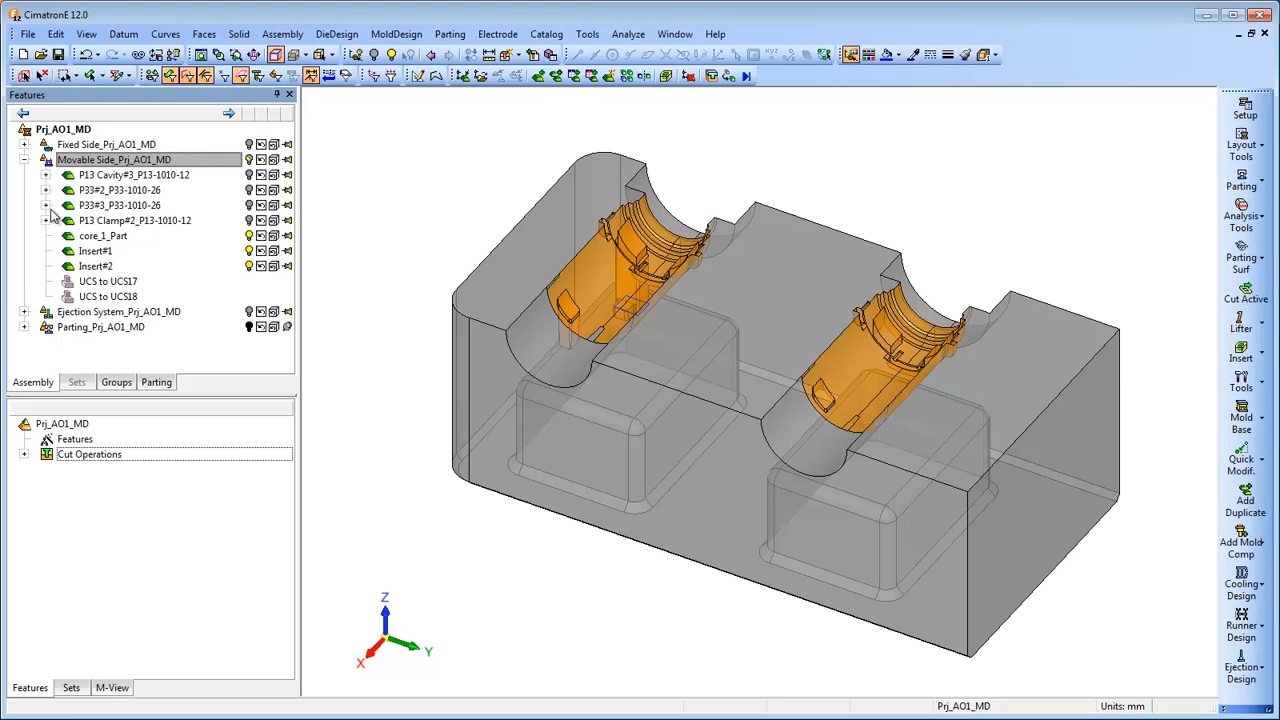 CimatronE 12.0
File Edit View Datum Curves Faces Solid Assembly DieDesign MoldDesign Parting Electrode Catalog Tools Analyze Window Help
Features
Prj_AO1_MD
Fixed Side_Prj_AO1_MD
Movable Side_Prj_AO1_MD
P13 Cavity#3_P13-1010-12
P33#2_P33-1010-26
P33#3_P33-1010-26
P13 Clamp#2_P13-1010-12
core_1_Part
Insert#1
Insert#2
UCS to UCS17
UCS to UCS18
Ejection System_Prj_AO1_MD
Parting_Prj_AO1_MD
Assembly Sets Groups Parting
Prj_AO1_MD
Features
Cut Operations
Features Sets M-View
Z
X
Y
Setup
Layout
Tools
Parting
Analysis
Tools
Parting
Surf
Cut Active
Lifter
Insert
Tools
Mold
Base
Quick
Modif.
Add
Duplicate
Add Mold
Comp
Cooling
Design
Runner
Design
Ejection
Design
Prj_AO1_MD
Units: mm